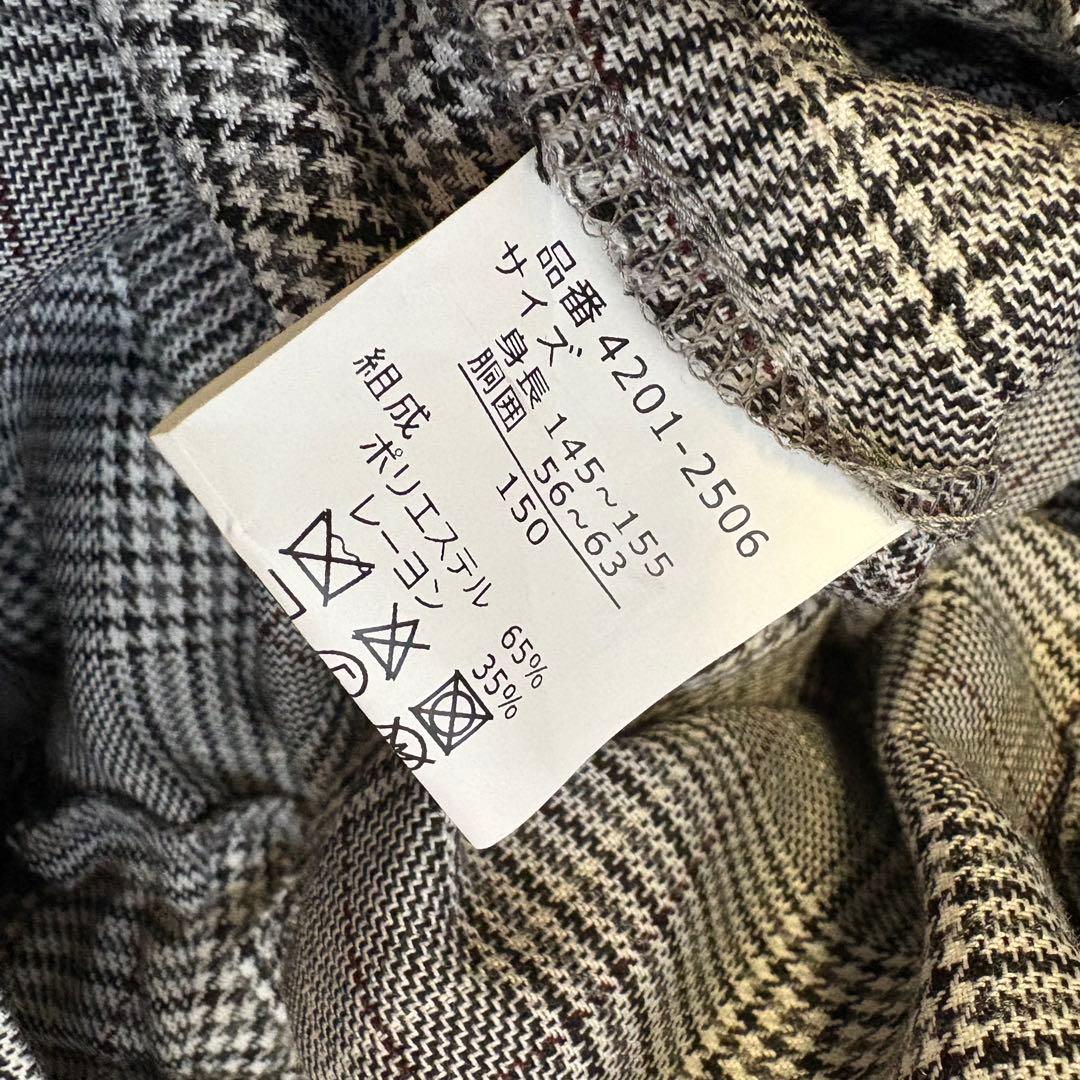 品番 4201-2506
サイズ
身長 145~155
胴囲 56~63
150
組成
ポリエステル 65%
レーヨン 35%